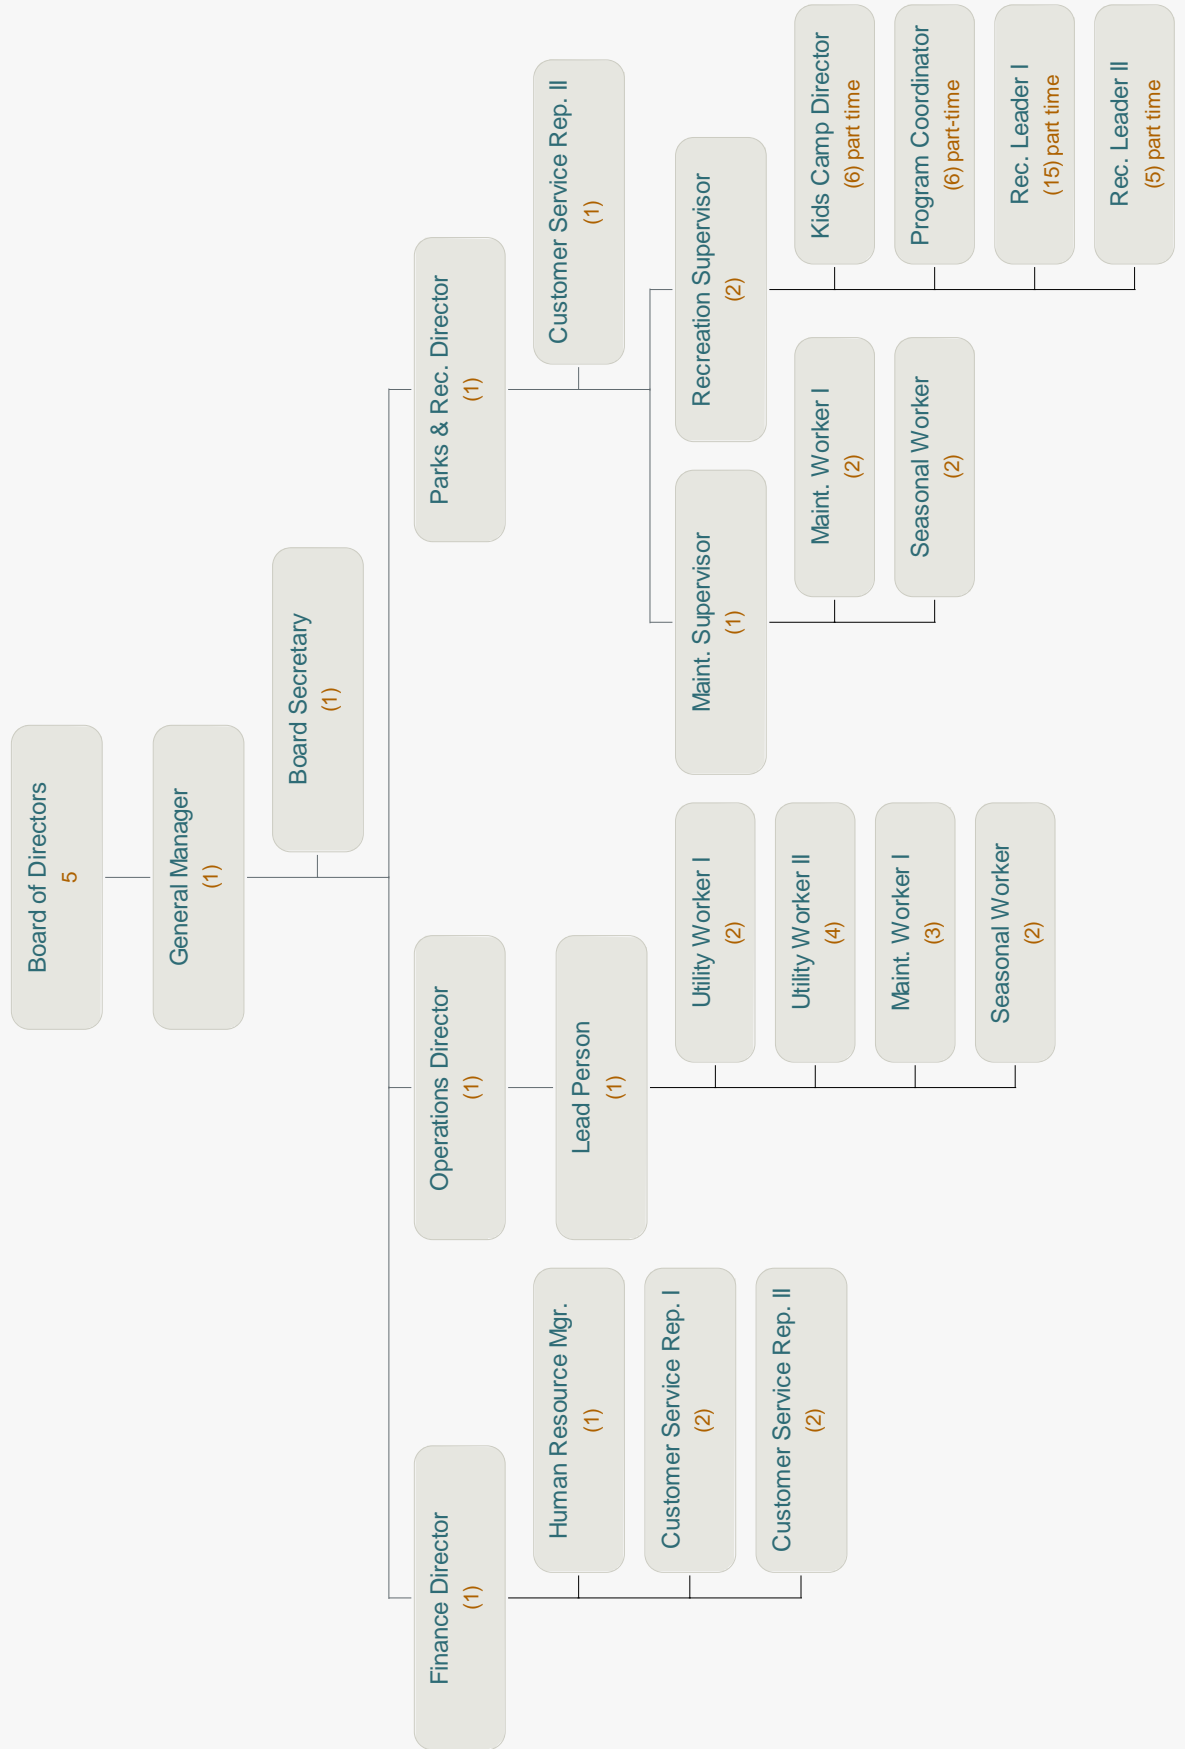 Board of Directors
5
General Manager
(1)
Board Secretary
(1)
Finance Director
(1)
Operations Director
(1)
Parks & Rec. Director
(1)
Human Resource Mgr.
(1)
Customer Service Rep. I
(2)
Customer Service Rep. II
(2)
Lead Person
(1)
Utility Worker I
(2)
Utility Worker II
(4)
Maint. Worker I
(3)
Seasonal Worker
(2)
Customer Service Rep. II
(1)
Maint. Supervisor
(1)
Maint. Worker I
(2)
Seasonal Worker
(2)
Recreation Supervisor
(2)
Kids Camp Director
(6) part time
Program Coordinator
(6) part-time
Rec. Leader I
(15) part time
Rec. Leader II
(5) part time